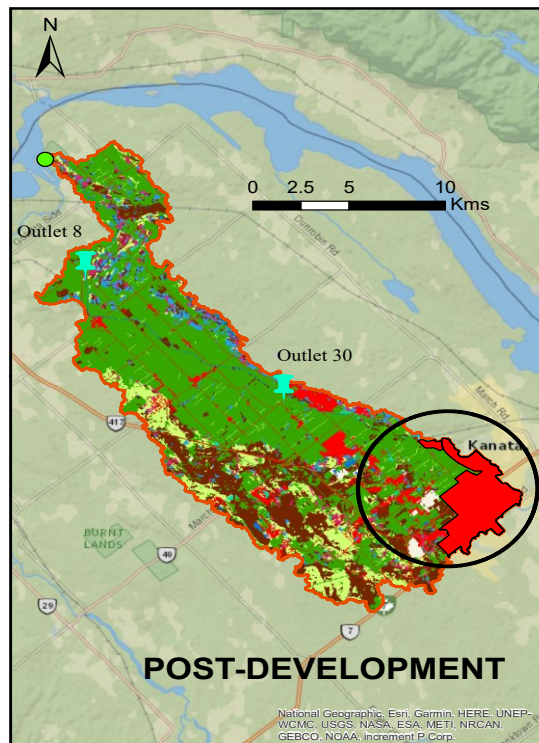 N
0 2.5 5 10
Kms
Outlet 8
Dunrobin Rd
Outlet 30
March Rd
Kanata
417
BURNT
LANDS
49
29
7
POST-DEVELOPMENT
National Geographic, Esri, Garmin, HERE, UNEP-
WCMC, USGS, NASA, ESA, METI, NRCAN,
GEBCO, NOAA, increment P Corp.